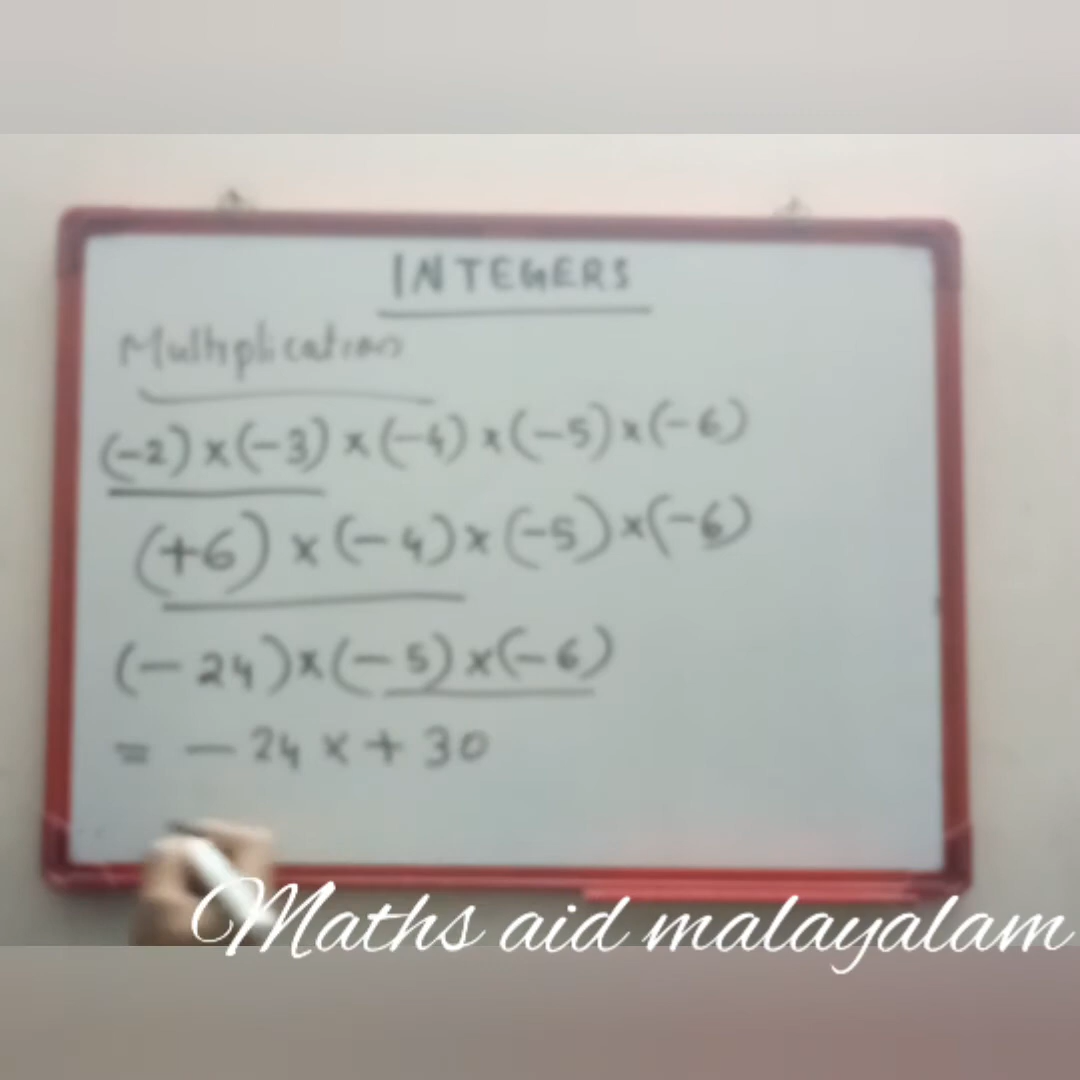 INTEGERS
Multiplication
(-2) × (-3) × (-4) × (-5) × (-6)
(+6) × (-4) × (-5) × (-6)
(-24) × (-5) × (-6)
= -24 × + 30
Maths aid malayalam